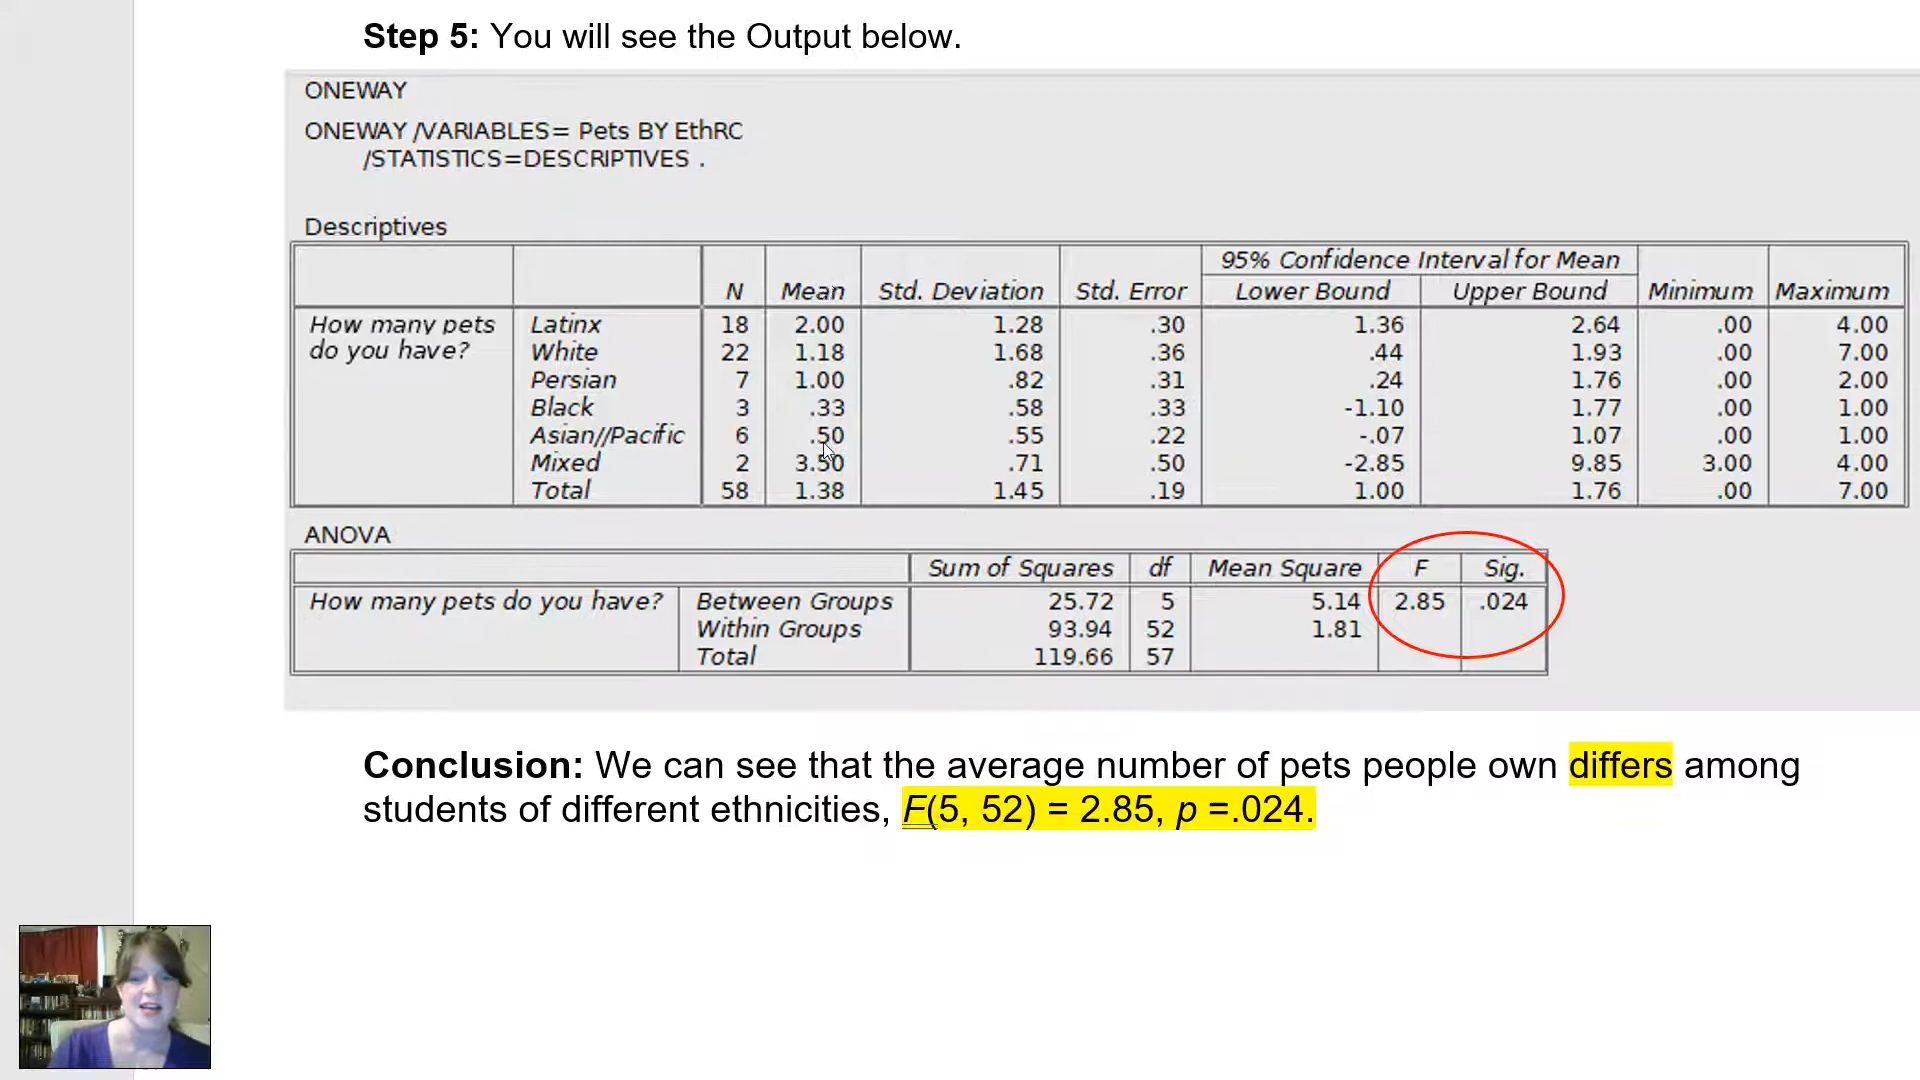 Step 5: You will see the Output below.
ONEWAY
ONEWAY /VARIABLES= Pets BY EthRC
/STATISTICS=DESCRIPTIVES .
Descriptives
95% Confidence Interval for Mean
N Mean Std. Deviation Std. Error Lower Bound Upper Bound Minimum Maximum
How many pets Latinx 18 2.00 1.28 .30 1.36 2.64 .00 4.00
do you have? White 22 1.18 1.68 .36 .44 1.93 .00 7.00
Persian 7 1.00 .82 .31 .24 1.76 .00 2.00
Black 3 .33 .58 .33 -1.10 1.77 .00 1.00
Asian//Pacific 6 .50 .55 .22 -.07 1.07 .00 1.00
Mixed 2 3.50 .71 .50 -2.85 9.85 3.00 4.00
Total 58 1.38 1.45 .19 1.00 1.76 .00 7.00
ANOVA
Sum of Squares df Mean Square F Sig.
How many pets do you have? Between Groups 25.72 5 5.14 2.85 .024
Within Groups 93.94 52 1.81
Total 119.66 57
Conclusion: We can see that the average number of pets people own differs among
students of different ethnicities, F(5, 52) = 2.85, p =.024.